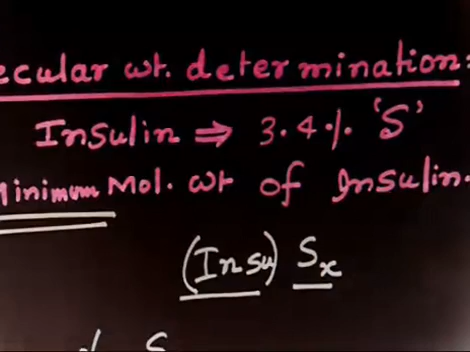 ecular wt. determination:
Insulin ⇒ 3.4% 'S'
Minimum Mol. wt of Insulin.
(Insu) Sx
% S